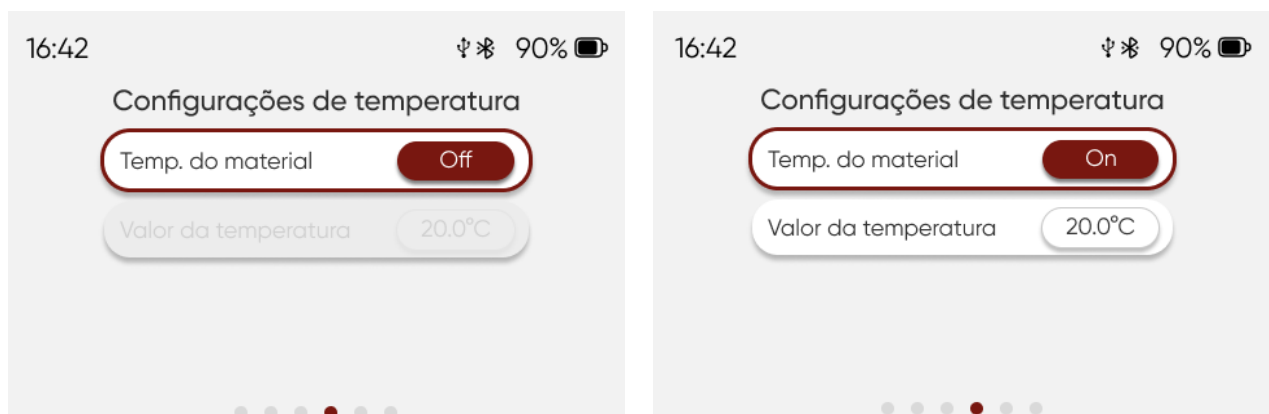 16:42 90%
Configurações de temperatura
Temp. do material Off
Valor da temperatura 20.0°C
16:42 90%
Configurações de temperatura
Temp. do material On
Valor da temperatura 20.0°C